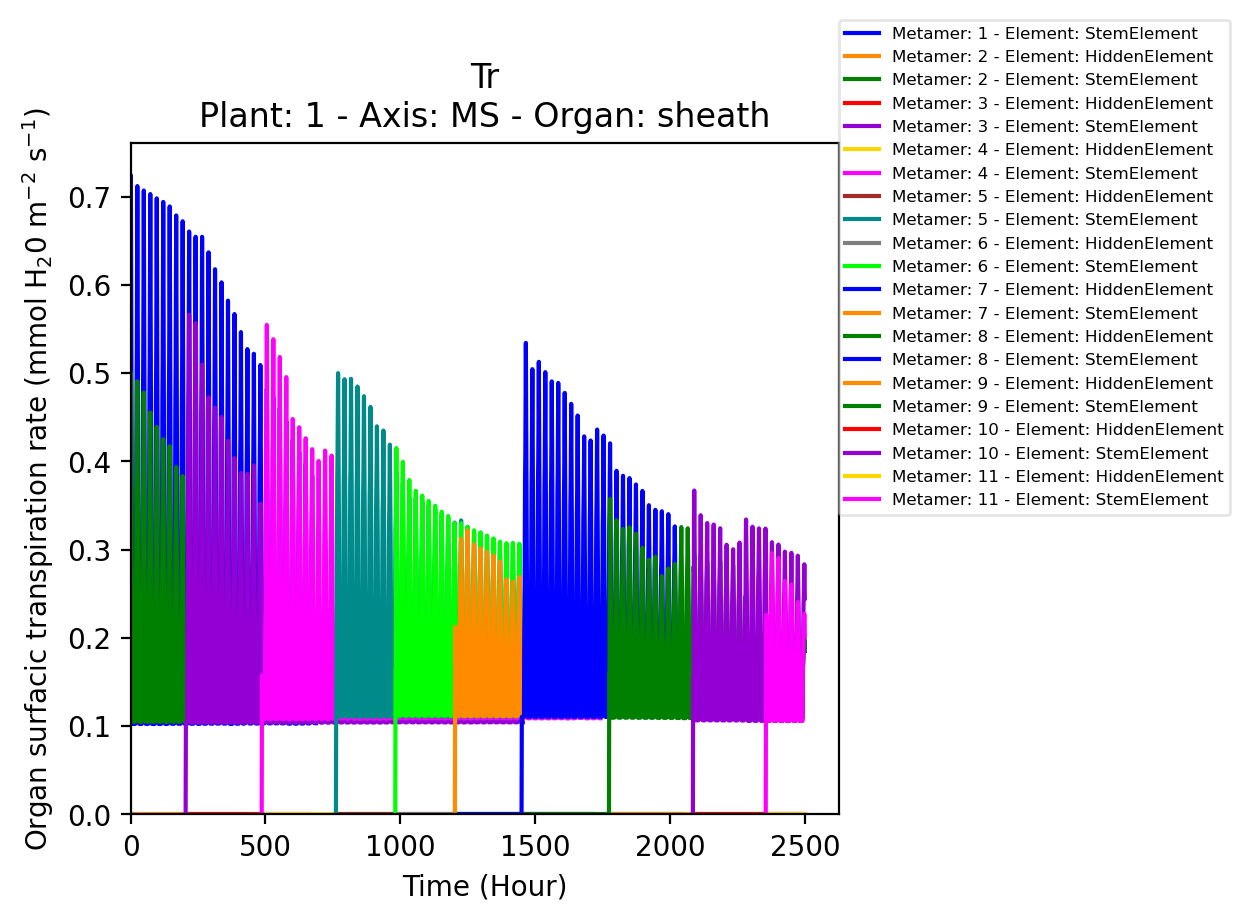 Tr
Plant: 1 - Axis: MS - Organ: sheath
Organ surfacic transpiration rate (mmol H₂0 m⁻² s⁻¹)
0.7
0.6
0.5
0.4
0.3
0.2
0.1
0.0
0 500 1000 1500 2000 2500
Time (Hour)
Metamer: 1 - Element: StemElement
Metamer: 2 - Element: HiddenElement
Metamer: 2 - Element: StemElement
Metamer: 3 - Element: HiddenElement
Metamer: 3 - Element: StemElement
Metamer: 4 - Element: HiddenElement
Metamer: 4 - Element: StemElement
Metamer: 5 - Element: HiddenElement
Metamer: 5 - Element: StemElement
Metamer: 6 - Element: HiddenElement
Metamer: 6 - Element: StemElement
Metamer: 7 - Element: HiddenElement
Metamer: 7 - Element: StemElement
Metamer: 8 - Element: HiddenElement
Metamer: 8 - Element: StemElement
Metamer: 9 - Element: HiddenElement
Metamer: 9 - Element: StemElement
Metamer: 10 - Element: HiddenElement
Metamer: 10 - Element: StemElement
Metamer: 11 - Element: HiddenElement
Metamer: 11 - Element: StemElement